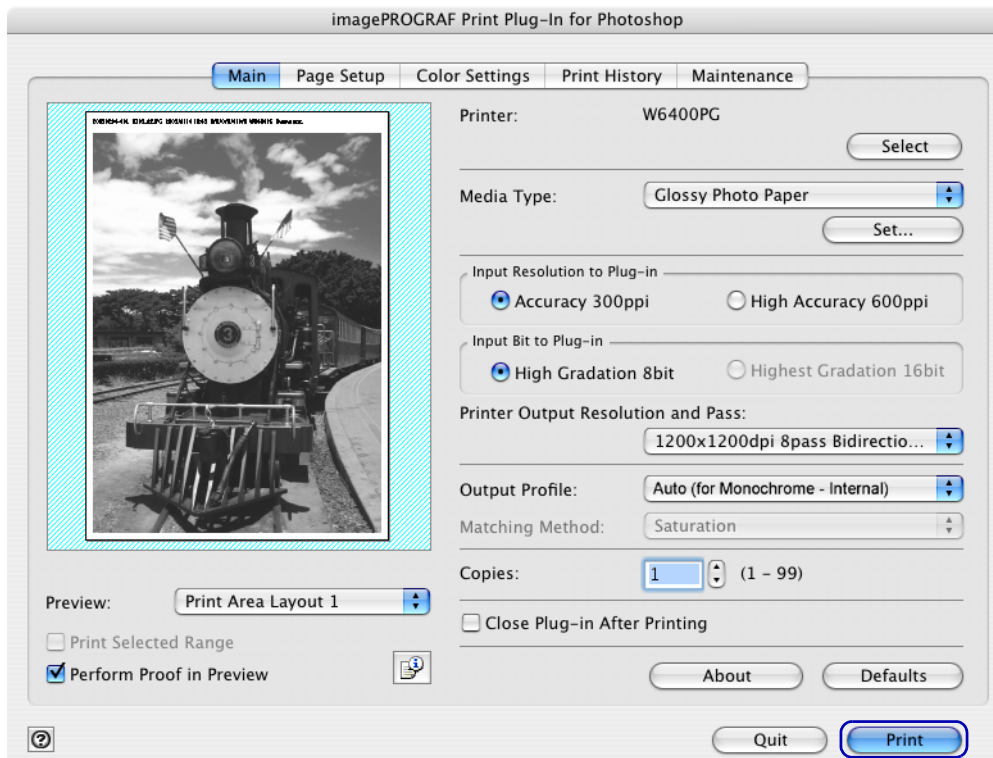 imagePROGRAF Print Plug-In for Photoshop
Main Page Setup Color Settings Print History Maintenance
Printer: W6400PG
Select
Media Type: Glossy Photo Paper
Set...
Input Resolution to Plug-in
Accuracy 300ppi High Accuracy 600ppi
Input Bit to Plug-in
High Gradation 8bit Highest Gradation 16bit
Printer Output Resolution and Pass:
1200x1200dpi 8pass Bidirectio...
Output Profile: Auto (for Monochrome - Internal)
Matching Method: Saturation
Copies: 1 (1 - 99)
Close Plug-in After Printing
About Defaults
3
Preview: Print Area Layout 1
Print Selected Range
Perform Proof in Preview
Quit Print